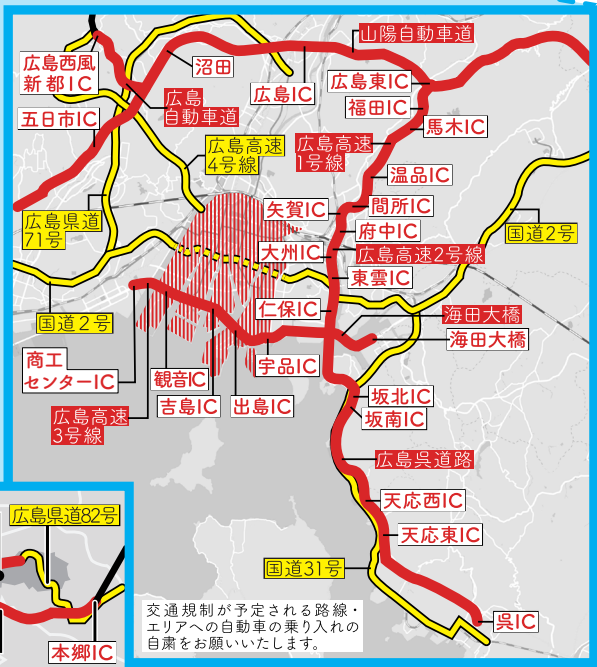 山陽自動車道
広島西風
新都IC
沼田
広島IC
広島東IC
広島
自動車道
福田IC
五日市IC
馬木IC
広島高速
4号線
広島高速
1号線
温品IC
矢賀IC
間所IC
広島県道
71号
府中IC
国道2号
大州IC
広島高速2号線
東雲IC
仁保IC
国道2号
海田大橋
海田大橋
商工
センターIC
観音IC
宇品IC
吉島IC
出島IC
坂北IC
広島高速
3号線
坂南IC
広島呉道路
天応西IC
広島県道82号
天応東IC
国道31号
交通規制が予定される路線・
エリアへの自動車の乗り入れの
自粛をお願いいたします。
呉IC
本郷IC